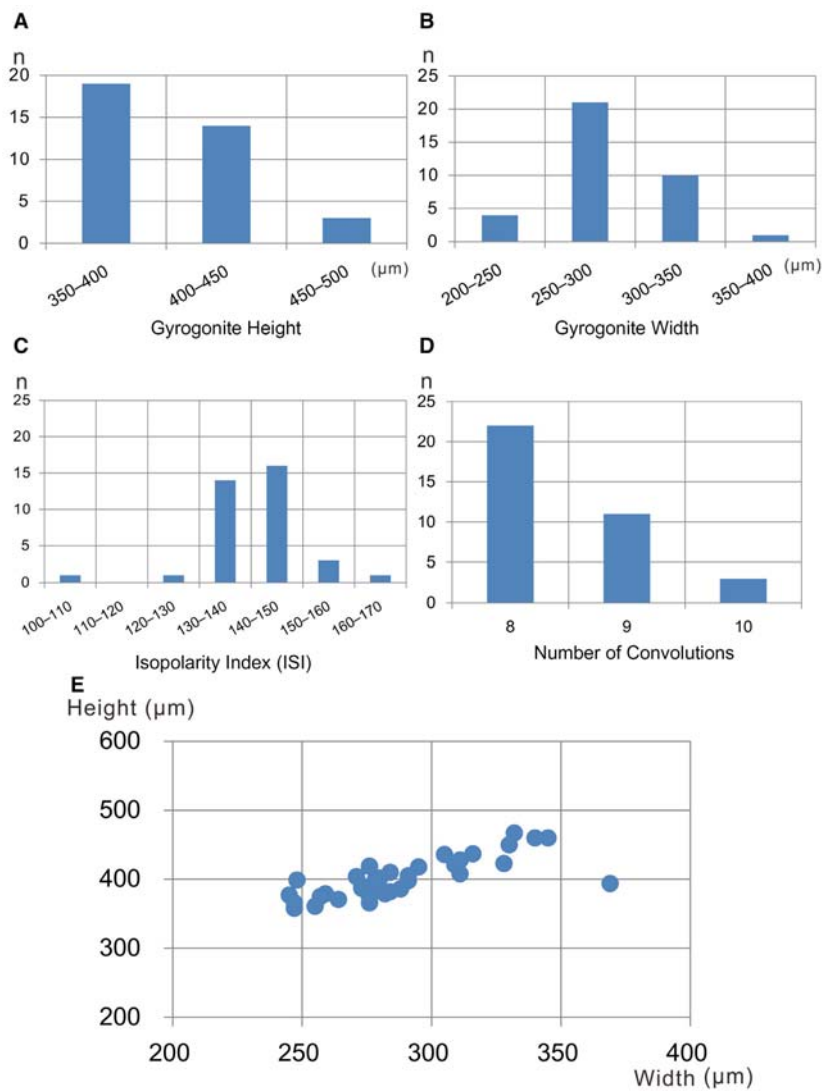 A
n
20
15
10
5
0
350–400
400–450
450–500
(μm)
Gyrogonite Height
B
n
25
20
15
10
5
0
200–250
250–300
300–350
350–400
(μm)
Gyrogonite Width
C
n
25
20
15
10
5
0
100–110
110–120
120–130
130–140
140–150
150–160
160–170
Isopolarity Index (ISI)
D
n
25
20
15
10
5
0
8
9
10
Number of Convolutions
E
Height (μm)
600
500
400
300
200
200
250
300
350
400
Width (μm)